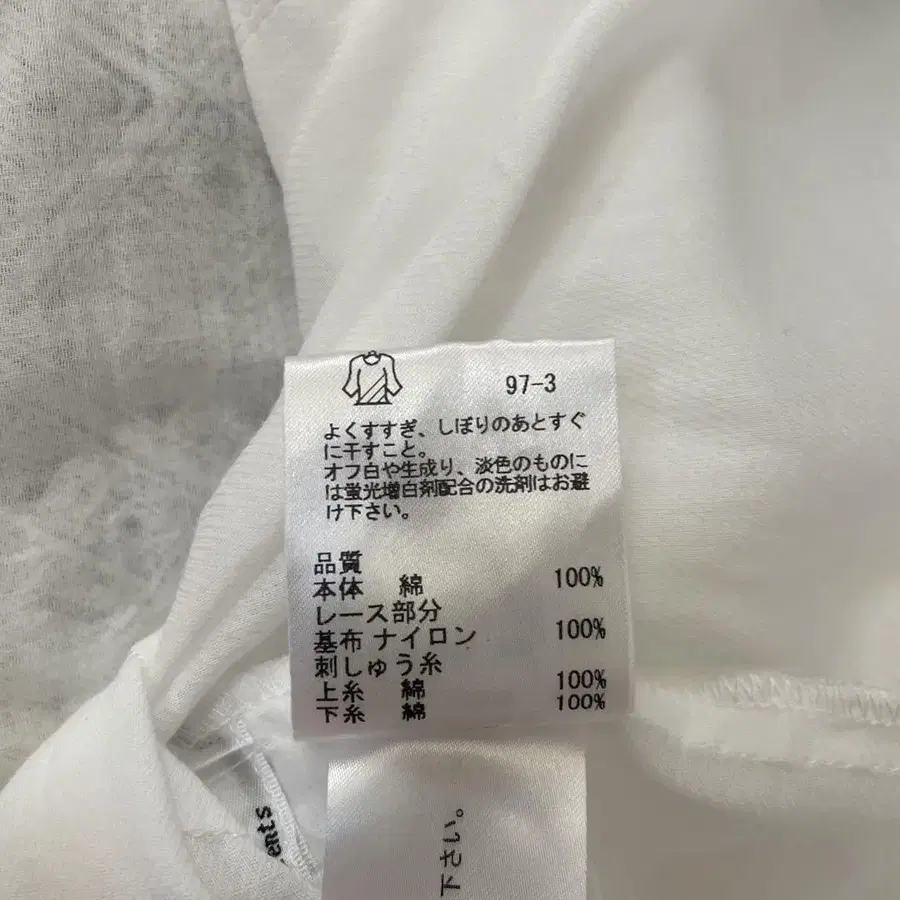 97-3
よくすすぎ、しぼりのあとすぐ
に干すこと。
オフ白や生成り、淡色のものに
は蛍光増白剤配合の洗剤はお避
け下さい。
品質
本体 綿 100%
レース部分
基布 ナイロン 100%
刺しゅう糸
上糸 綿 100%
下糸 綿 100%
ents
下さい。